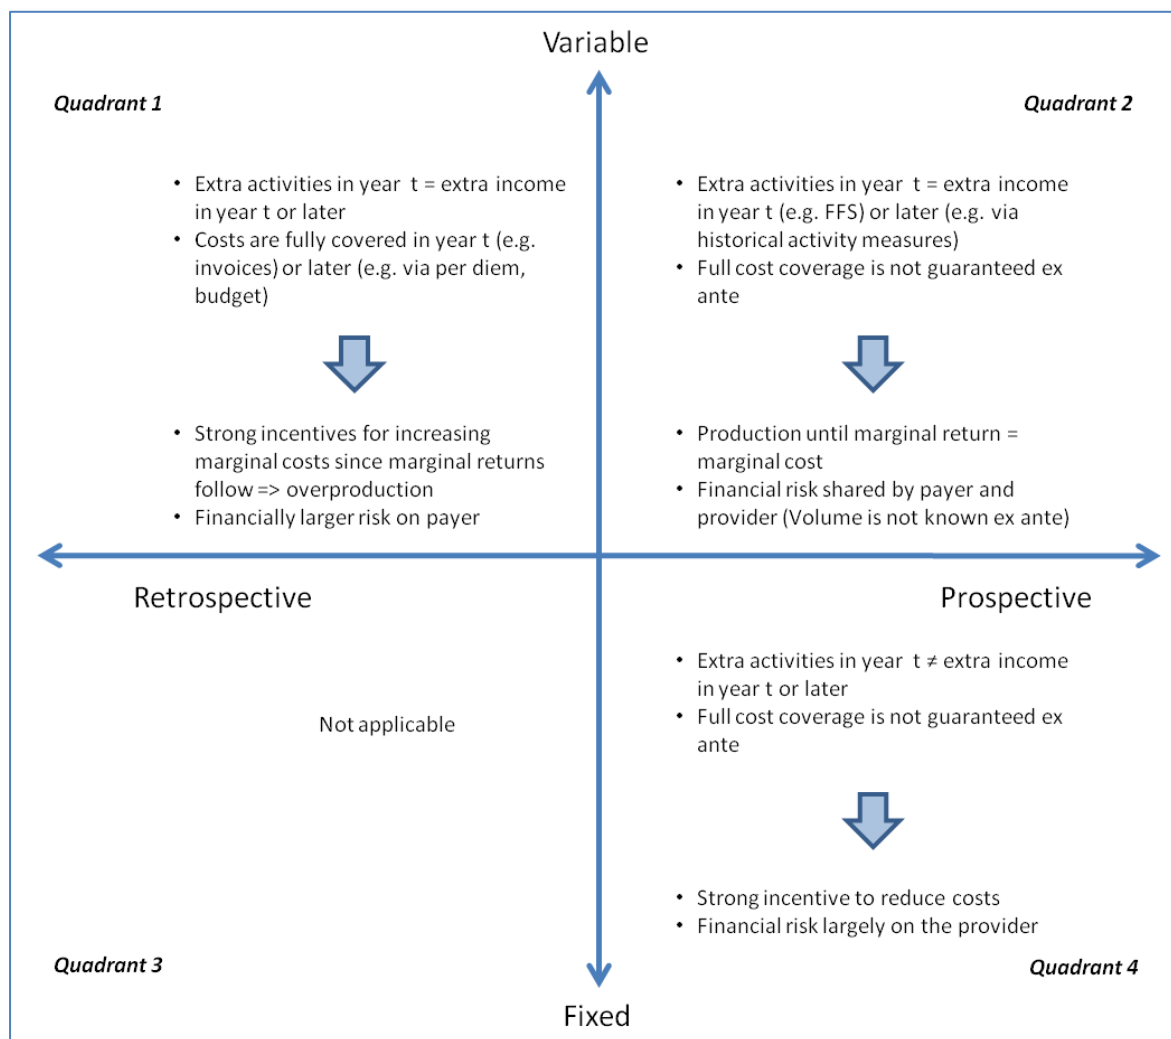 Variable
Quadrant 1
• Extra activities in year t = extra income
in year t or later
• Costs are fully covered in year t (e.g.
invoices) or later (e.g. via per diem,
budget)
• Strong incentives for increasing
marginal costs since marginal returns
follow => overproduction
• Financially larger risk on payer
Quadrant 2
• Extra activities in year t = extra income
in year t (e.g. FFS) or later (e.g. via
historical activity measures)
• Full cost coverage is not guaranteed ex
ante
• Production until marginal return =
marginal cost
• Financial risk shared by payer and
provider (Volume is not known ex ante)
Retrospective
Prospective
Not applicable
Quadrant 3
• Extra activities in year t ≠ extra income
in year t or later
• Full cost coverage is not guaranteed ex
ante
• Strong incentive to reduce costs
• Financial risk largely on the provider
Quadrant 4
Fixed